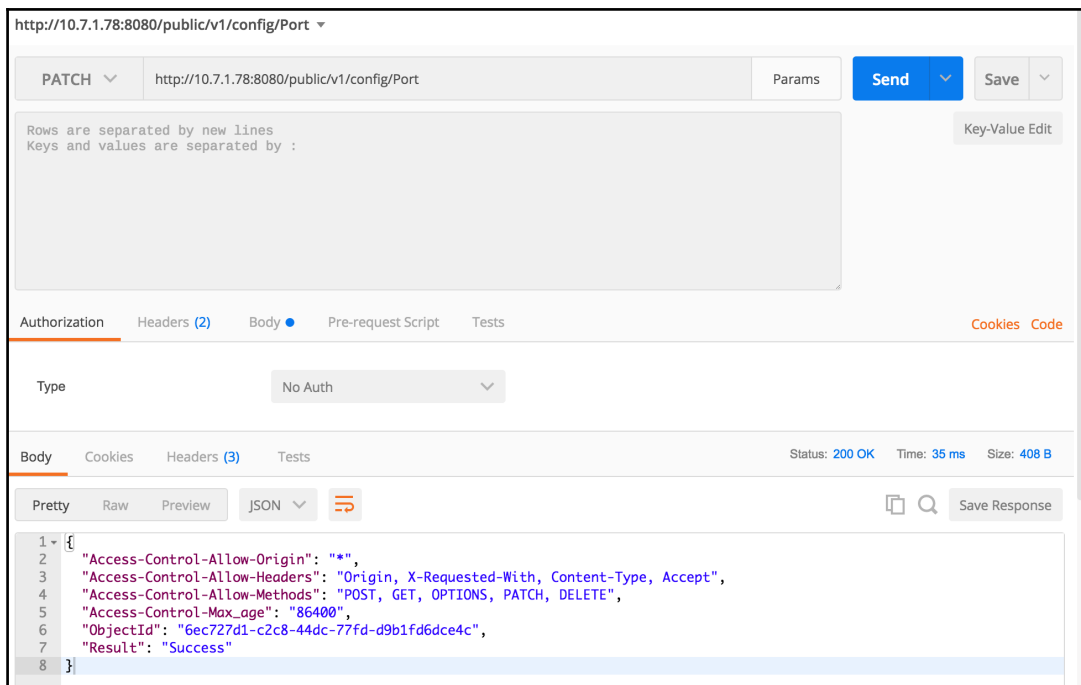 http://10.7.1.78:8080/public/v1/config/Port
PATCH http://10.7.1.78:8080/public/v1/config/Port Params Send Save
Rows are separated by new lines
Keys and values are separated by :
Key-Value Edit
Authorization Headers (2) Body Pre-request Script Tests Cookies Code
Type No Auth
Body Cookies Headers (3) Tests Status: 200 OK Time: 35 ms Size: 408 B
Pretty Raw Preview JSON Save Response
1 {
2 "Access-Control-Allow-Origin": "*",
3 "Access-Control-Allow-Headers": "Origin, X-Requested-With, Content-Type, Accept",
4 "Access-Control-Allow-Methods": "POST, GET, OPTIONS, PATCH, DELETE",
5 "Access-Control-Max_age": "86400",
6 "ObjectId": "6ec727d1-c2c8-44dc-77fd-d9b1fd6dce4c",
7 "Result": "Success"
8 }